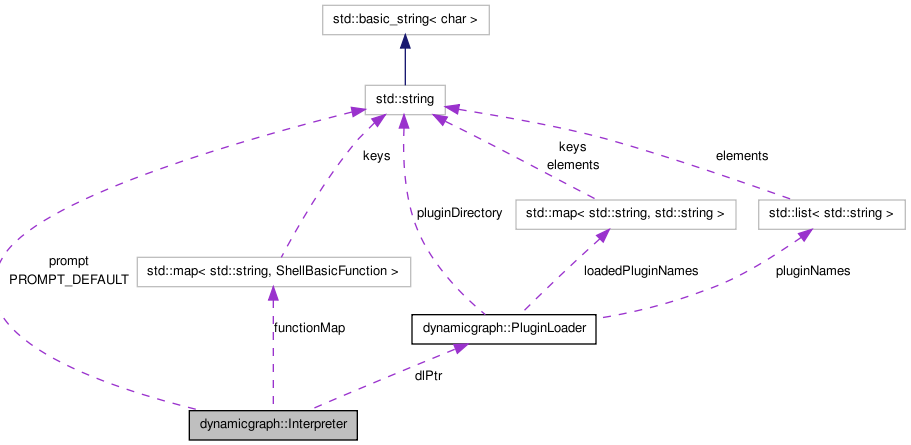 std::basic_string< char >
std::string
keys
keys
elements
elements
pluginDirectory
std::map< std::string, std::string >
std::list< std::string >
prompt
PROMPT_DEFAULT
std::map< std::string, ShellBasicFunction >
loadedPluginNames
pluginNames
functionMap
dynamicgraph::PluginLoader
dlPtr
dynamicgraph::Interpreter